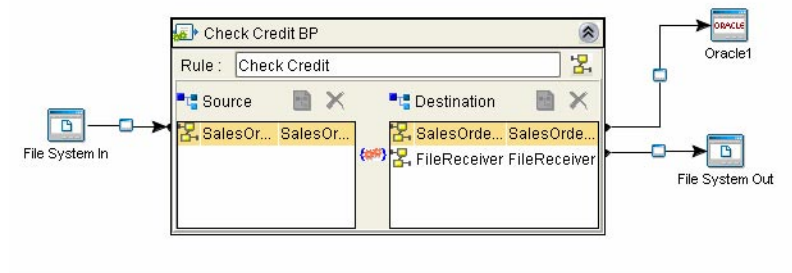 Check Credit BP
ORACLE
Oracle1
Rule : Check Credit
Source
Destination
SalesOr... SalesOr...
SalesOrde... SalesOrde...
FileReceiver FileReceiver
File System In
File System Out